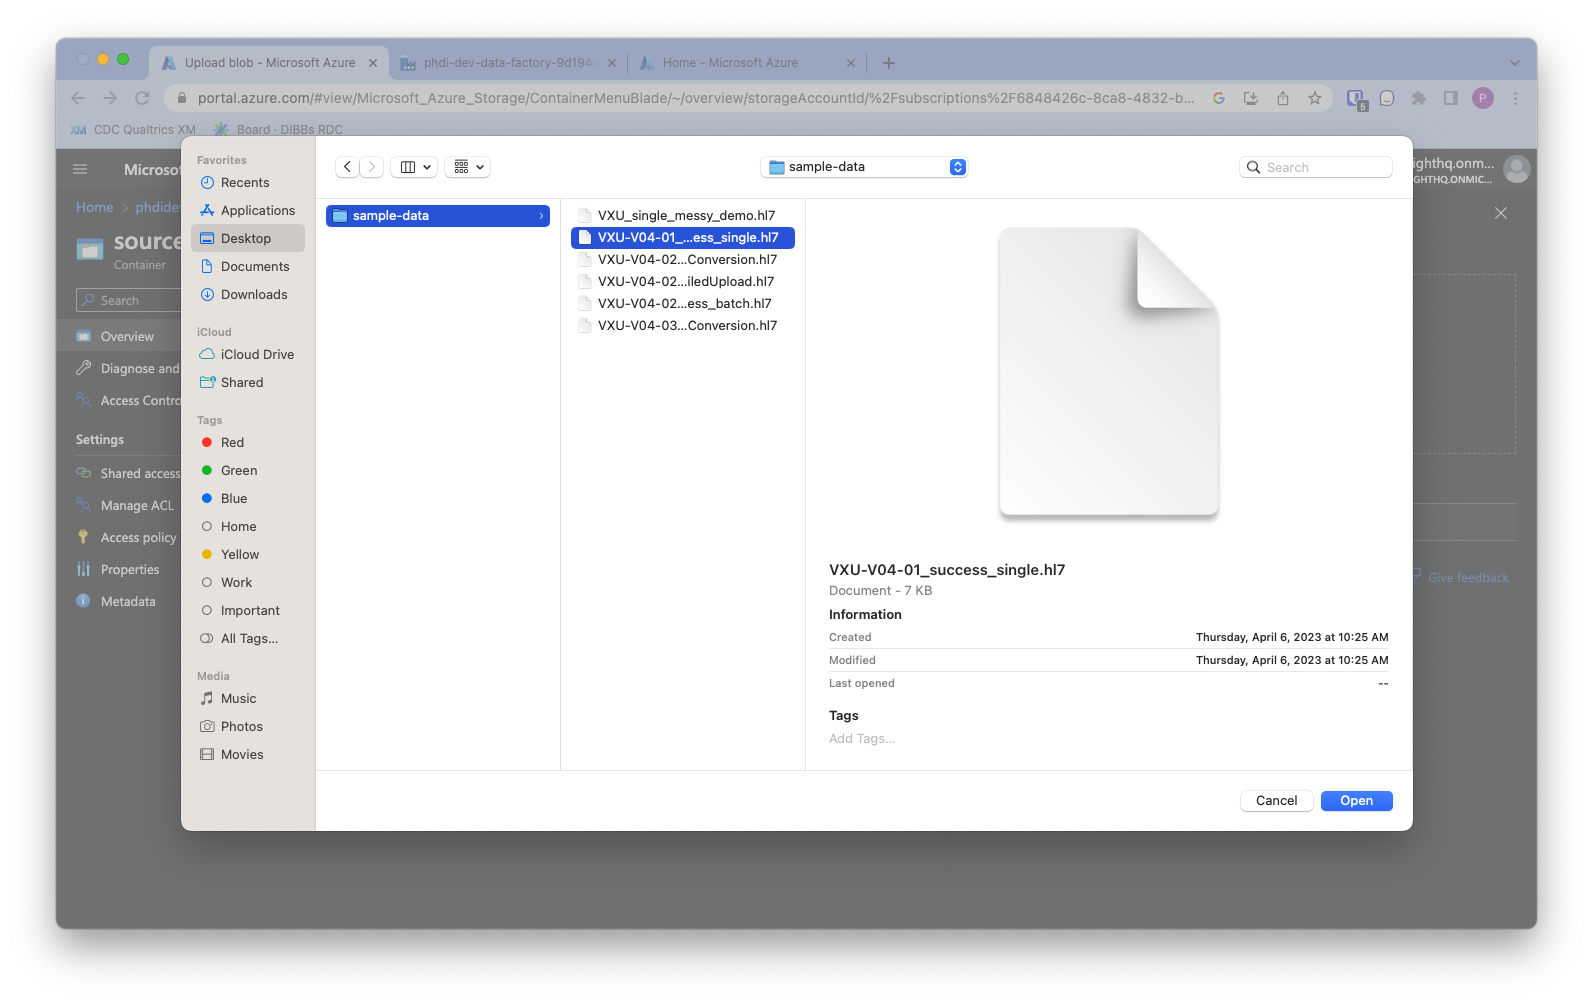 Upload blob - Microsoft Azure
phdi-dev-data-factory-9d194
Home - Microsoft Azure
portal.azure.com/#view/Microsoft_Azure_Storage/ContainerMenuBlade/~/overview/storageAccountId/%2Fsubscriptions%2F6848426c-8ca8-4832-b...
5
P
XM CDC Qualtrics XM
Board · DIBBs RDC
Microsof
ighthq.onm...
GHTHQ.ONMIC...
Home > phdidev
source
Container
Search
Overview
Diagnose and
Access Contro
Settings
Shared access
Manage ACL
Access policy
Properties
Metadata
Give feedback
Favorites
Recents
Applications
Desktop
Documents
Downloads
iCloud
iCloud Drive
Shared
Tags
Red
Green
Blue
Home
Yellow
Work
Important
All Tags...
Media
Music
Photos
Movies
sample-data
Search
sample-data
VXU_single_messy_demo.hl7
VXU-V04-01_...ess_single.hl7
VXU-V04-02...Conversion.hl7
VXU-V04-02...iledUpload.hl7
VXU-V04-02...ess_batch.hl7
VXU-V04-03...Conversion.hl7
VXU-V04-01_success_single.hl7
Document - 7 KB
Information
Created Thursday, April 6, 2023 at 10:25 AM
Modified Thursday, April 6, 2023 at 10:25 AM
Last opened --
Tags
Add Tags...
Cancel
Open